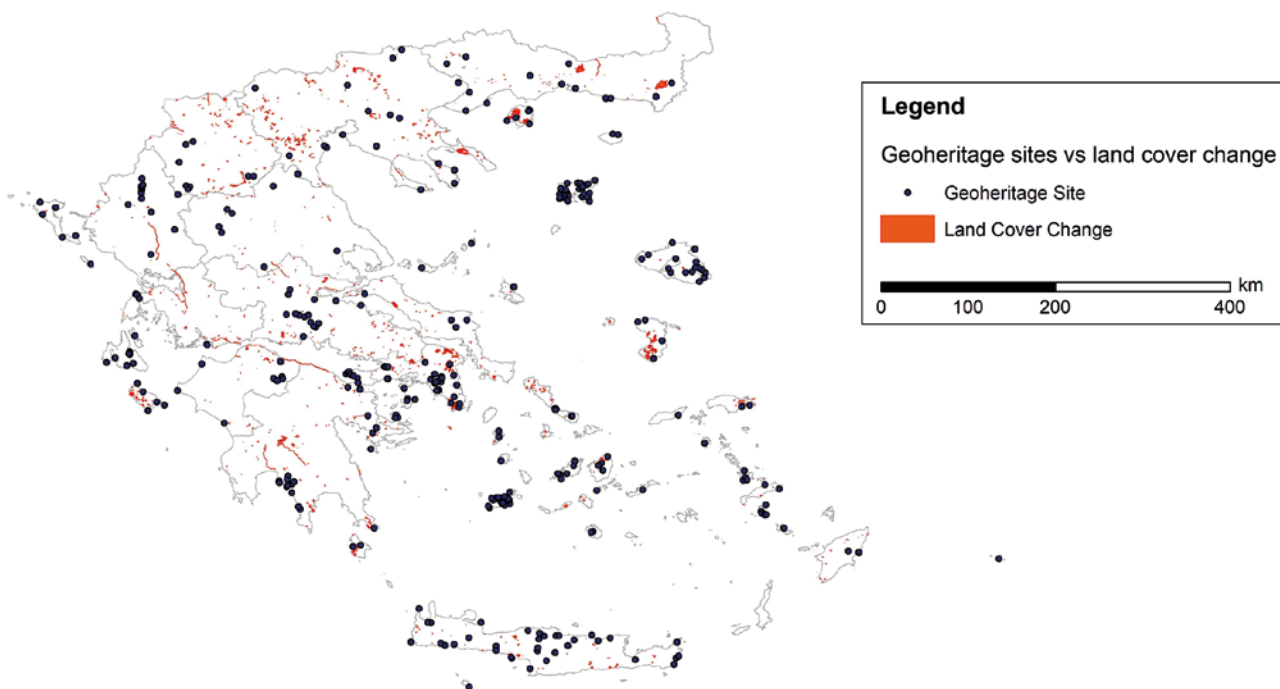 Legend
Geoheritage sites vs land cover change
Geoheritage Site
Land Cover Change
km
0 100 200 400